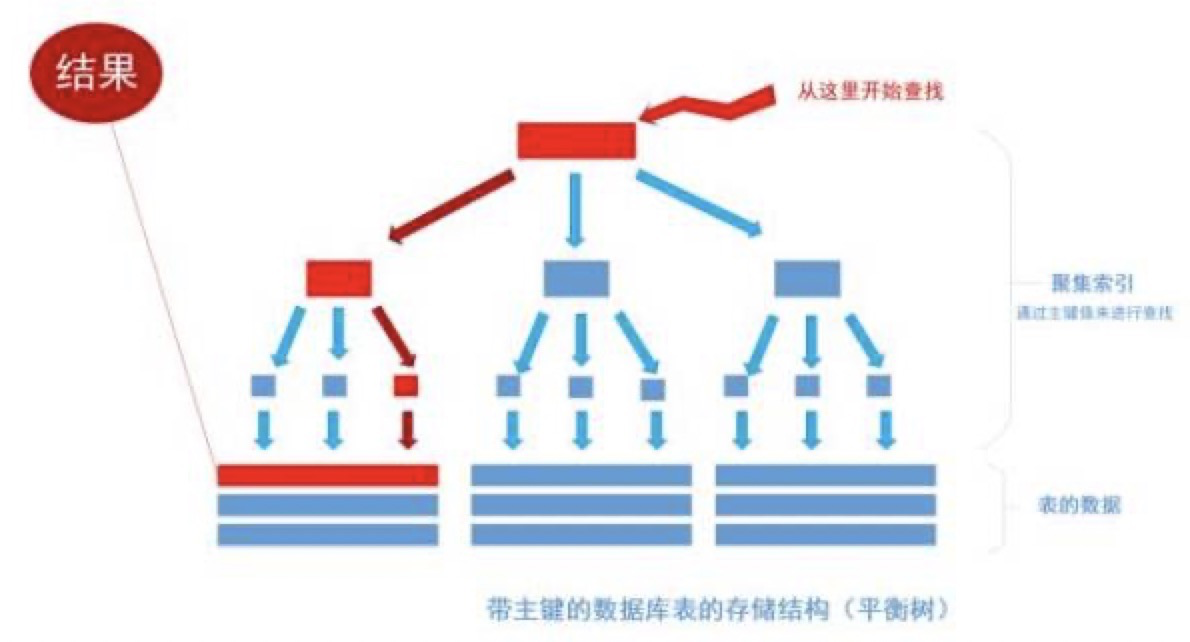 结果
从这里开始查找
聚集索引
通过主键值来进行查找
表的数据
带主键的数据库表的存储结构（平衡树）